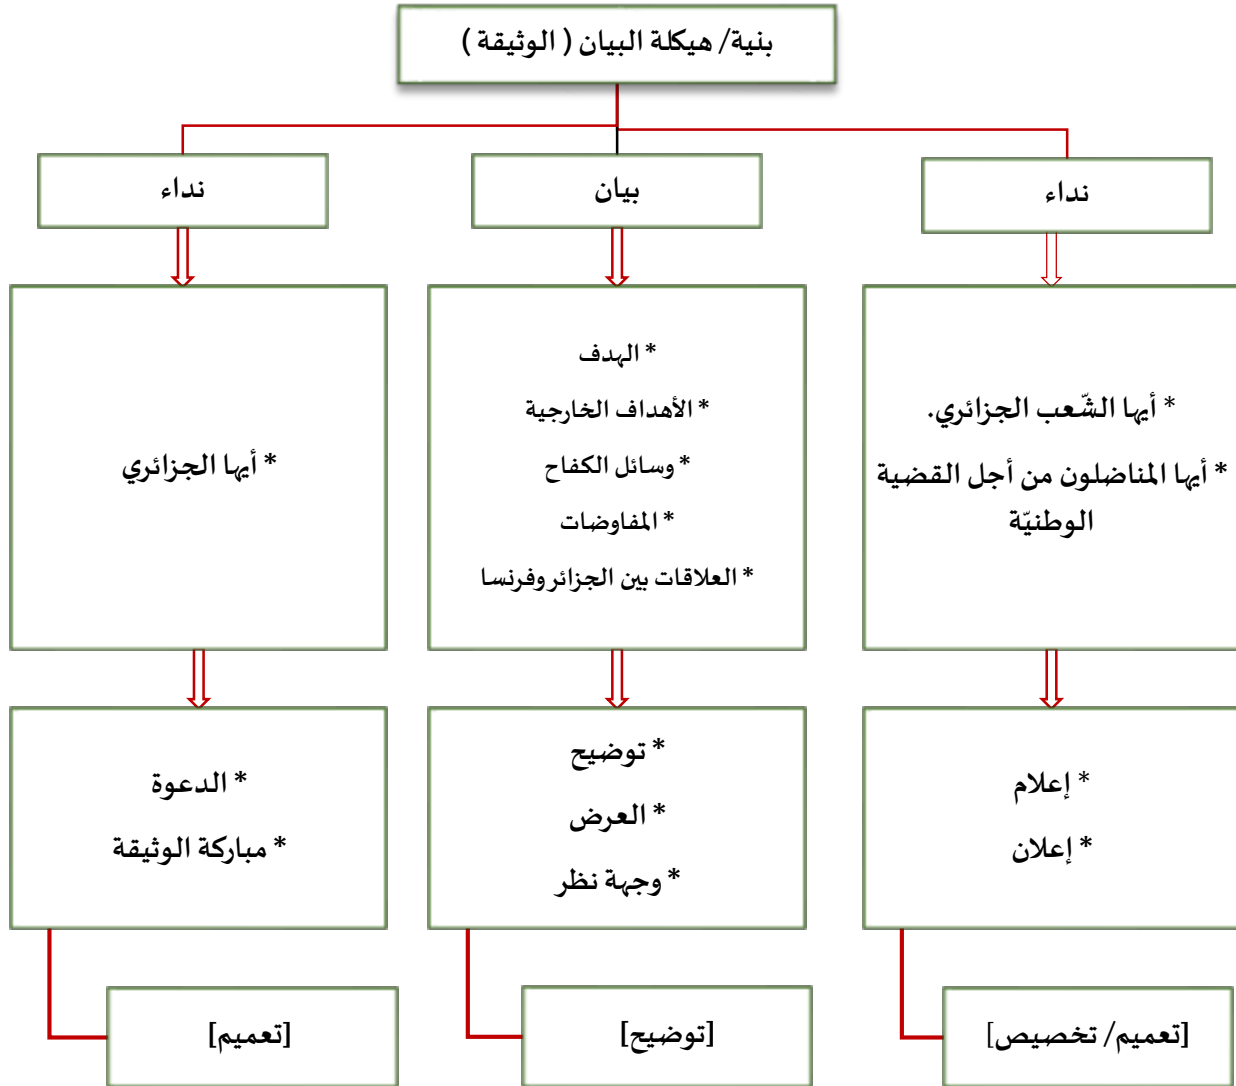 بنية/ هيكلة البيان ( الوثيقة )
نداء
بيان
نداء
* أيها الشّعب الجزائري.
* أيها المناضلون من أجل القضية
الوطنيّة
* الهدف
* الأهداف الخارجية
* وسائل الكفاح
* المفاوضات
* العلاقات بين الجزائر وفرنسا
* أيها الجزائري
* إعلام
* إعلان
* توضيح
* العرض
* وجهة نظر
* الدعوة
* مباركة الوثيقة
[تعميم/ تخصيص]
[توضيح]
[تعميم]